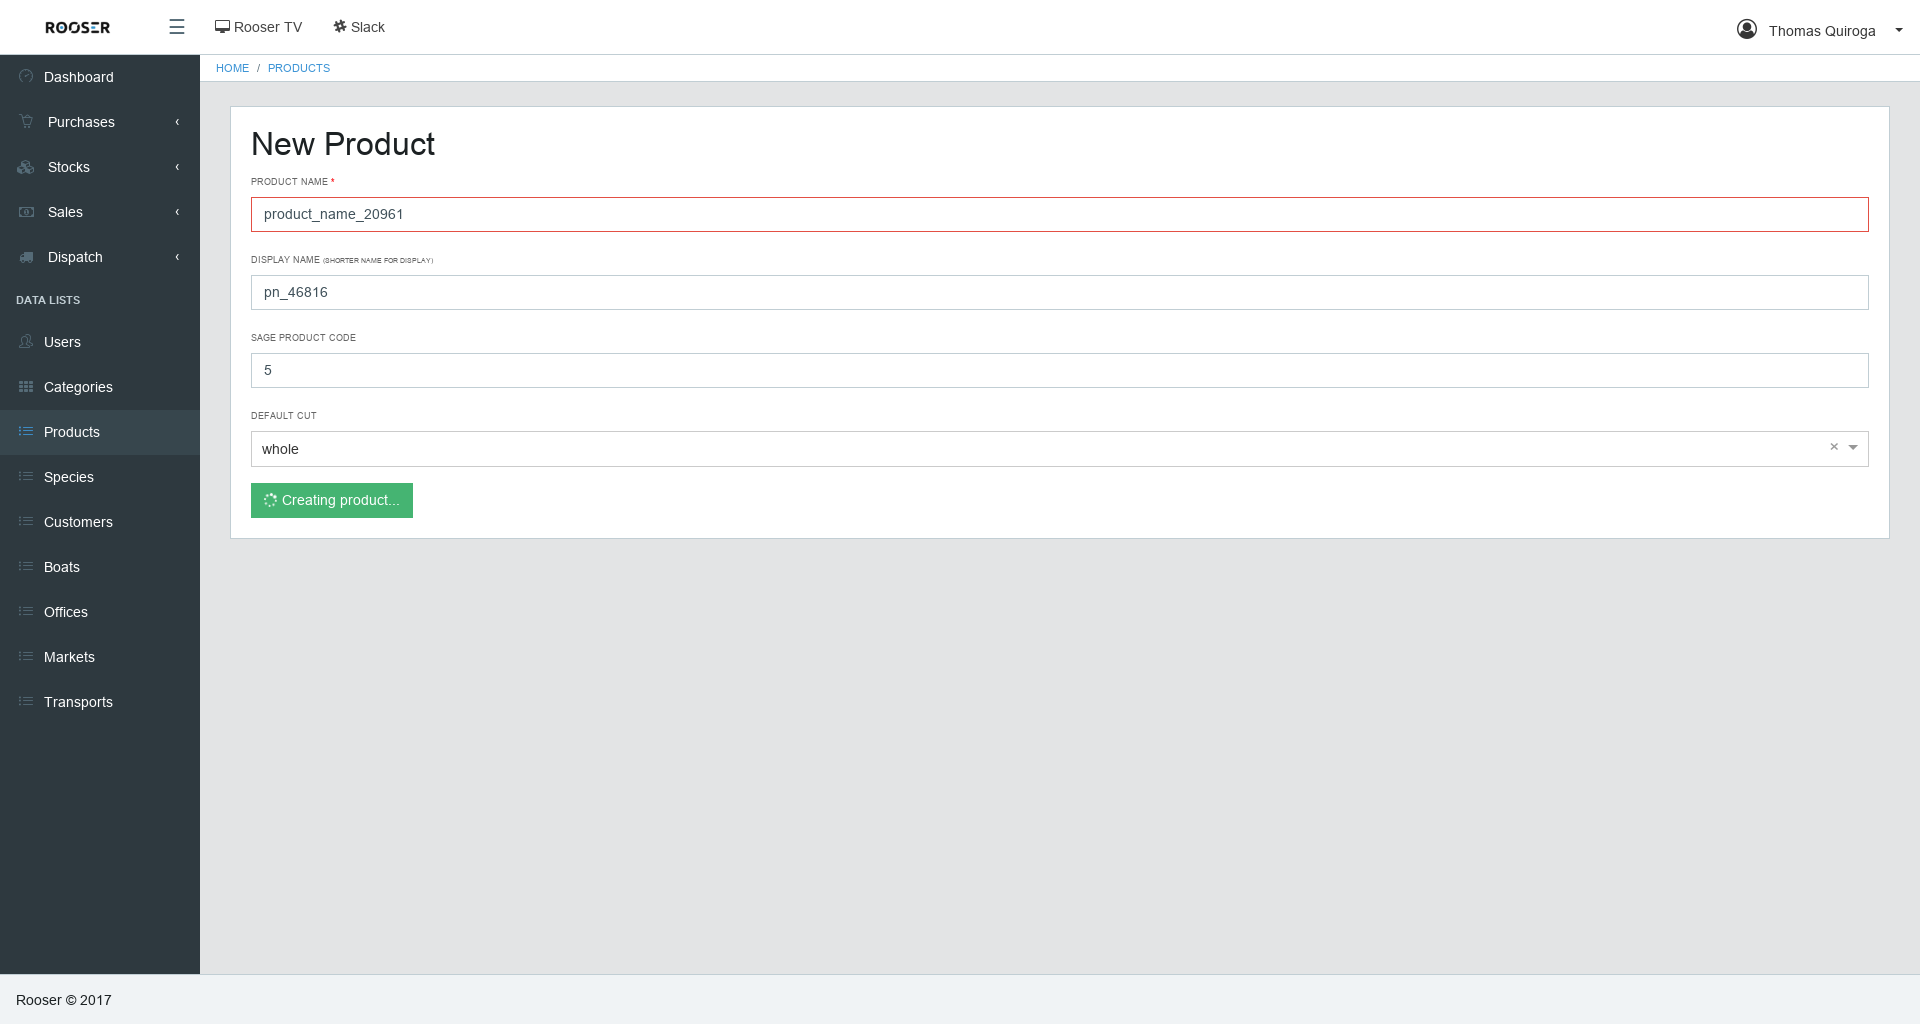 ROOSER
☰
Rooser TV
Slack
Thomas Quiroga
HOME / PRODUCTS
Dashboard
Purchases
Stocks
Sales
Dispatch
DATA LISTS
Users
Categories
Products
Species
Customers
Boats
Offices
Markets
Transports
New Product
PRODUCT NAME *
product_name_20961
DISPLAY NAME (SHORTER NAME FOR DISPLAY)
pn_46816
SAGE PRODUCT CODE
5
DEFAULT CUT
whole ×
Creating product...
Rooser © 2017